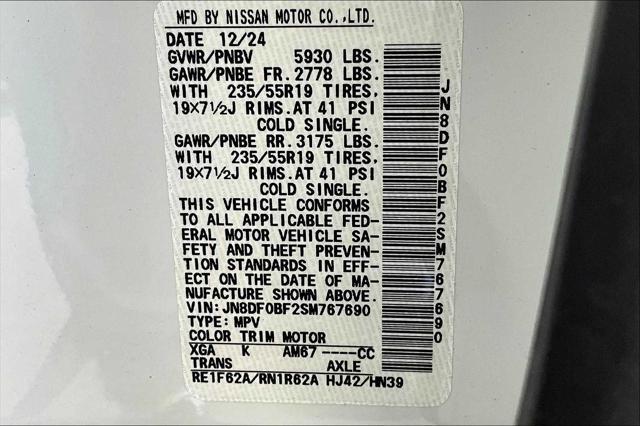 MFD BY NISSAN MOTOR CO.,LTD.
DATE 12/24
GVWR/PNBV 5930 LBS.
GAWR/PNBE FR. 2778 LBS.
WITH 235/55R19 TIRES,
19×7½J RIMS.AT 41 PSI
COLD SINGLE.
GAWR/PNBE RR. 3175 LBS.
WITH 235/55R19 TIRES,
19×7½J RIMS.AT 41 PSI
COLD SINGLE.
THIS VEHICLE CONFORMS
TO ALL APPLICABLE FED-
ERAL MOTOR VEHICLE SA-
FETY AND THEFT PREVEN-
TION STANDARDS IN EFF-
ECT ON THE DATE OF MA-
NUFACTURE SHOWN ABOVE.
VIN:JN8DF0BF2SM767690
TYPE: MPV
COLOR TRIM MOTOR
XGA K AM67 ----CC
TRANS AXLE
RE1F62A/RN1R62A HJ42/HN39
JN8DF0BF2SM767690